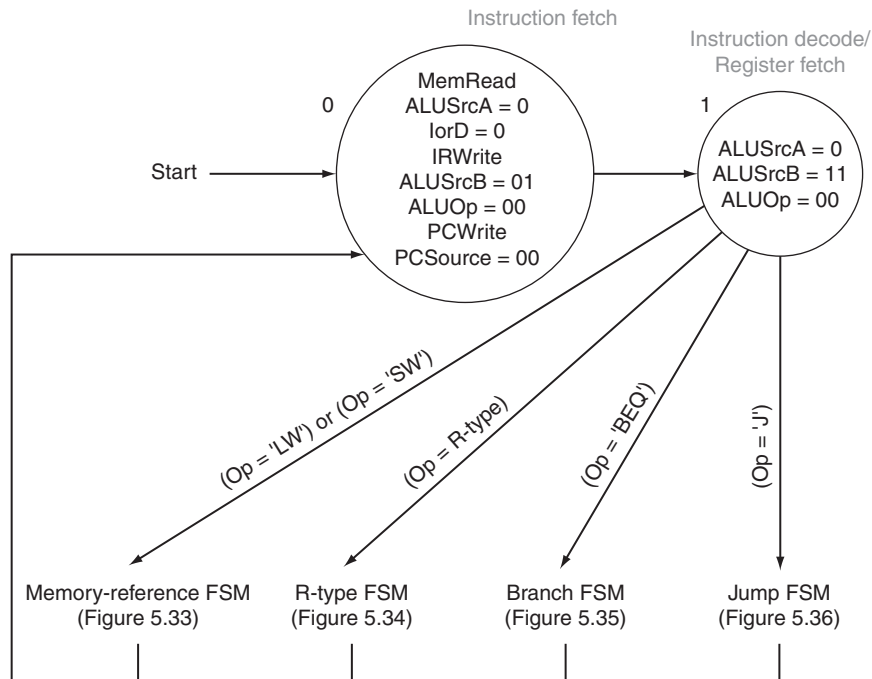 Instruction fetch
Instruction decode/
Register fetch
0
MemRead
ALUSrcA = 0
IorD = 0
IRWrite
ALUSrcB = 01
ALUOp = 00
PCWrite
PCSource = 00
1
ALUSrcA = 0
ALUSrcB = 11
ALUOp = 00
Start
(Op = 'LW') or (Op = 'SW')
(Op = R-type)
(Op = 'BEQ')
(Op = 'J')
Memory-reference FSM
(Figure 5.33)
R-type FSM
(Figure 5.34)
Branch FSM
(Figure 5.35)
Jump FSM
(Figure 5.36)